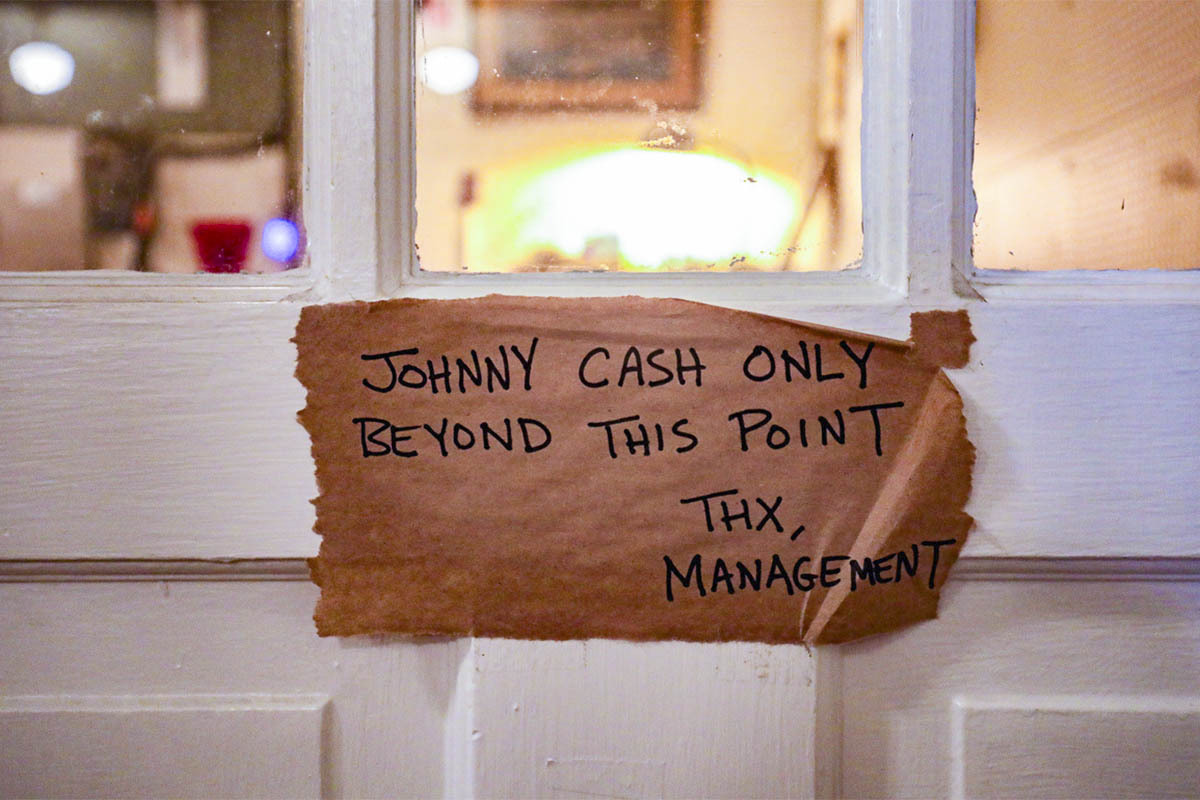 JOHNNY CASH ONLY
BEYOND THIS POINT
THX,
MANAGEMENT